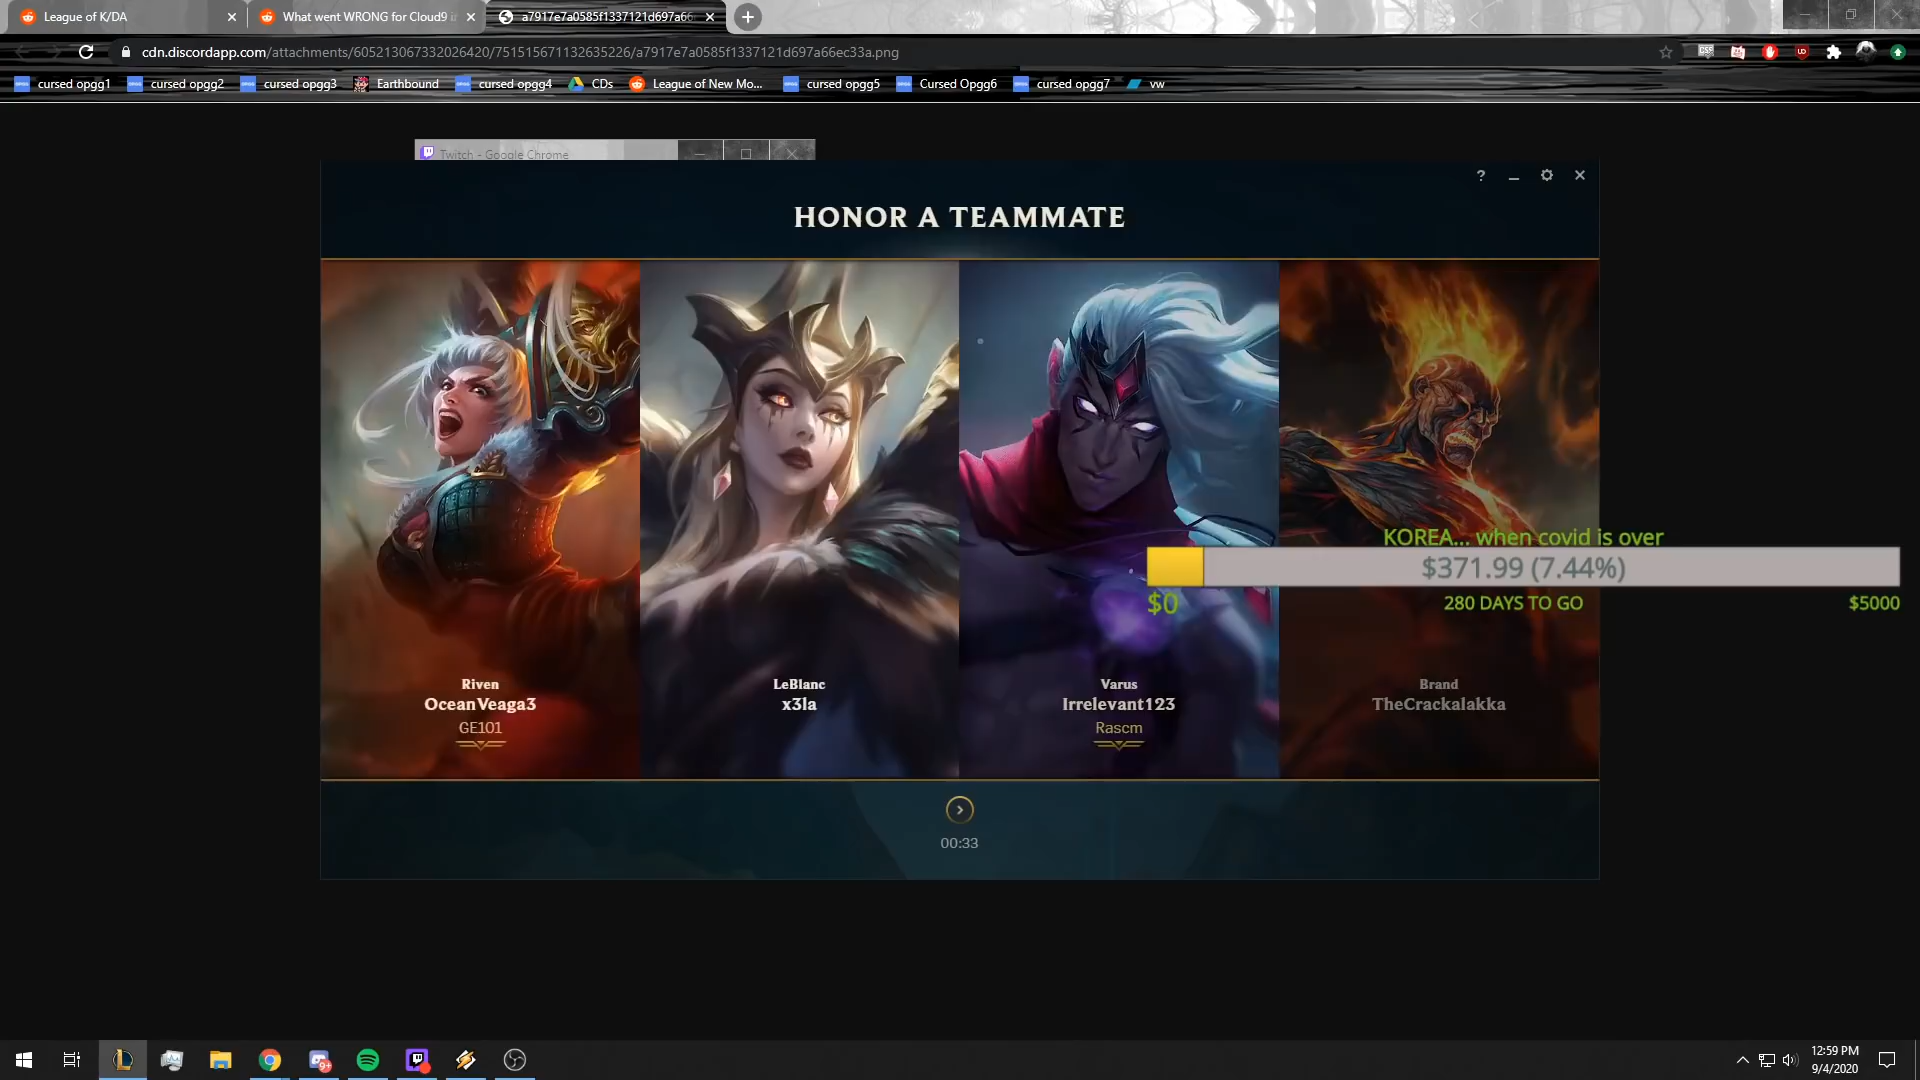 League of K/DA
What went WRONG for Cloud9 i
a7917e7a0585f1337121d697a66
cdn.discordapp.com/attachments/605213067332026420/751515671132635226/a7917e7a0585f1337121d697a66ec33a.png
cursed opgg1
cursed opgg2
cursed opgg3
Earthbound
cursed opgg4
CDs
League of New Mo...
cursed opgg5
Cursed Opgg6
cursed opgg7
vw
Twitch - Google Chrome
HONOR A TEAMMATE
KOREA... when covid is over
$371.99 (7.44%)
$0
280 DAYS TO GO
$5000
Riven
OceanVeaga3
GE101
LeBlanc
x3la
Varus
Irrelevant123
Rascm
Brand
TheCrackalakka
00:33
9+
12:59 PM
9/4/2020